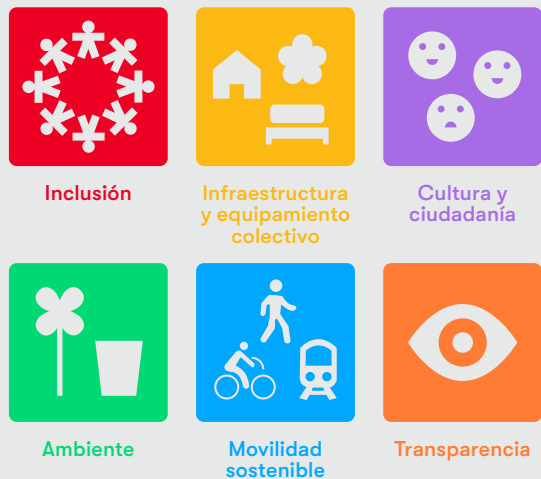 Inclusión
Infraestructura
y equipamiento
colectivo
Cultura y
ciudadanía
Ambiente
Movilidad
sostenible
Transparencia